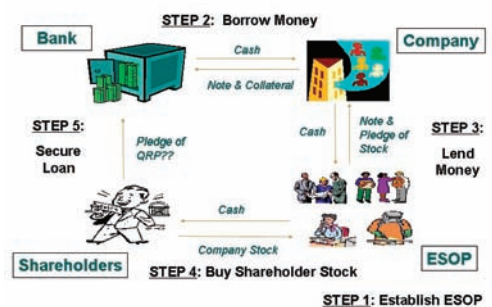 STEP 2: Borrow Money
Bank
Company
Cash
Note & Collateral
STEP 5:
Secure
Loan
Pledge of
QRP??
Cash
Note &
Pledge of
Stock
STEP 3:
Lend
Money
Cash
Company Stock
Shareholders
ESOP
STEP 4: Buy Shareholder Stock
STEP 1: Establish ESOP